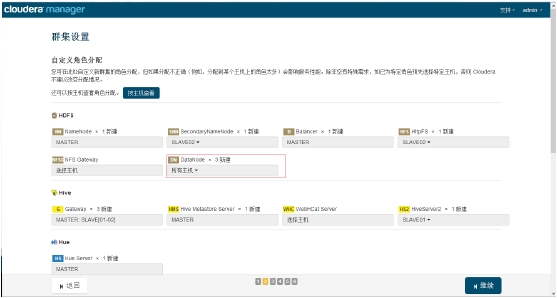 cloudera manager
支持 admin
群集设置
自定义角色分配
您可在此处自定义新群集的角色分配，但如果分配不正确（例如，分配到某个主机上的角色太多）会影响服务性能。除非您有特殊需求，如已为特定角色预先选择特定主机，否则 Cloudera
不建议改变分配情况。
还可以按主机查看角色分配。 按主机查看
HDFS
NN NameNode × 1 新建 SNN SecondaryNameNode × 1 新建 B Balancer × 1 新建 HFS HttpFS × 1 新建
MASTER SLAVE02 MASTER SLAVE02
NFSG NFS Gateway DN DataNode × 3 新建
选择主机 所有主机
Hive
G Gateway × 3 新建 HMS Hive Metastore Server × 1 新建 WHC WebHCat Server HS2 HiveServer2 × 1 新建
MASTER; SLAVE[01-02] MASTER 选择主机 SLAVE01
Hue
HS Hue Server × 1 新建
MASTER
返回 1 2 3 4 5 6 继续